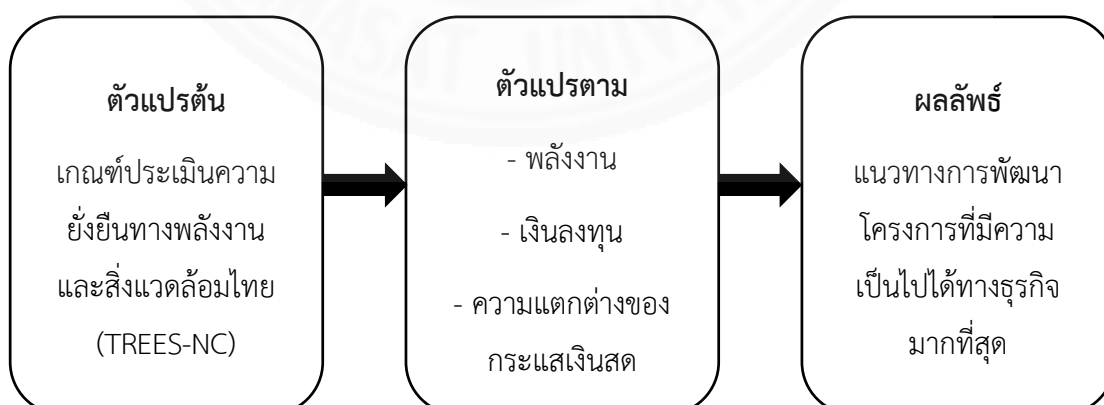 ตัวแปรต้น
เกณฑ์ประเมินความ
ยั่งยืนทางพลังงาน
และสิ่งแวดล้อมไทย
(TREES-NC)
ตัวแปรตาม
- พลังงาน
- เงินลงทุน
- ความแตกต่างของ
กระแสเงินสด
ผลลัพธ์
แนวทางการพัฒนา
โครงการที่มีความ
เป็นไปได้ทางธุรกิจ
มากที่สุด